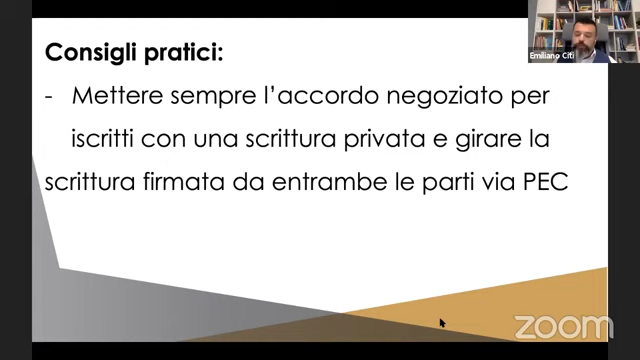 Consigli pratici:
- Mettere sempre l'accordo negoziato per
iscritti con una scrittura privata e girare la
scrittura firmata da entrambe le parti via PEC
Emiliano Citi
zoom